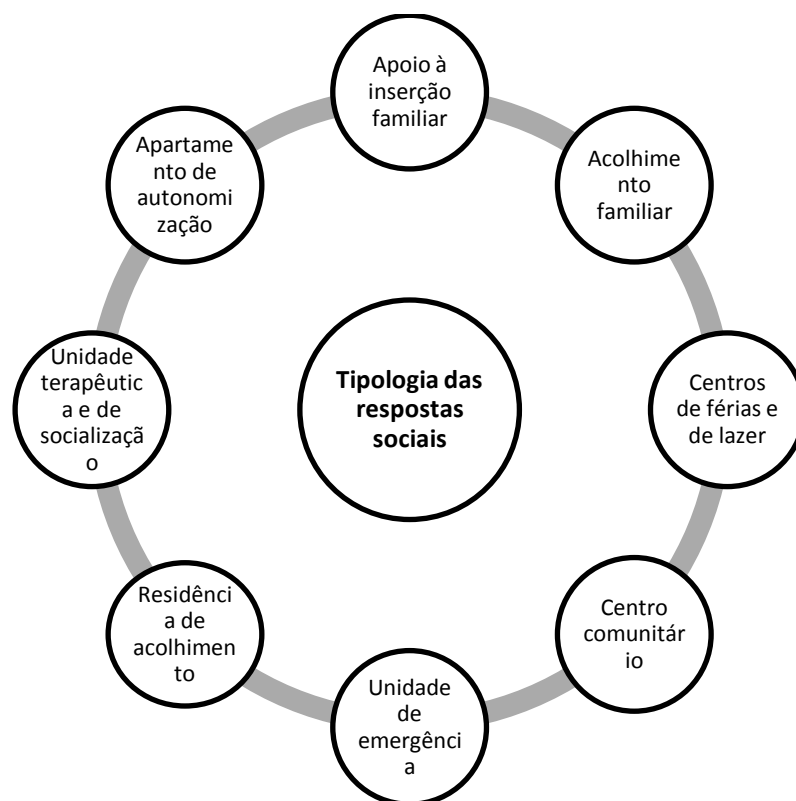 Apoio à
inserção
familiar
Acolhime
nto
familiar
Centros
de férias e
de lazer
Centro
comunitár
io
Unidade
de
emergênci
a
Residênci
a de
acolhimen
to
Unidade
terapêutic
a e de
socializaçã
o
Apartame
nto de
autonomi
zação
Tipologia das
respostas
sociais